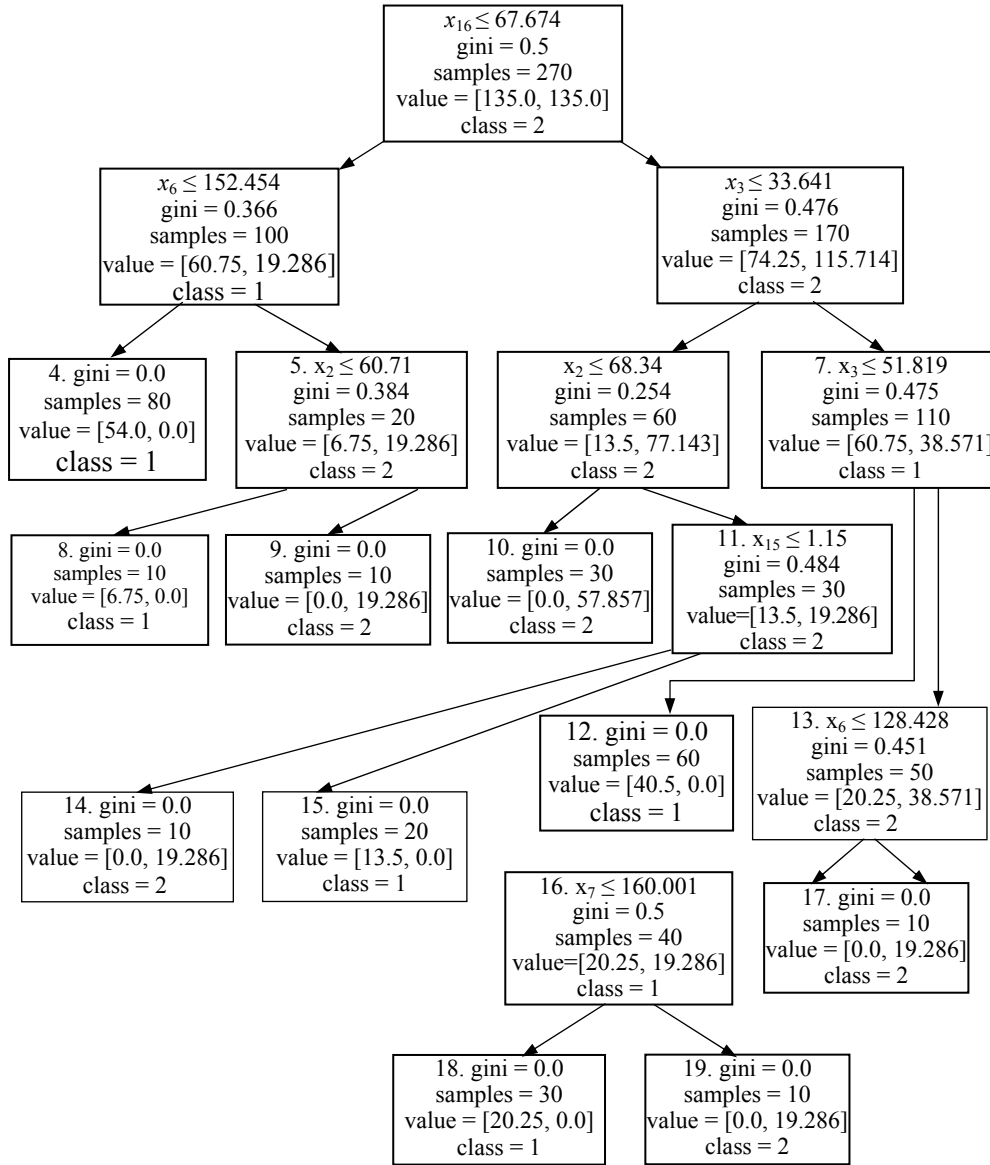 x₁₆ ≤ 67.674
gini = 0.5
samples = 270
value = [135.0, 135.0]
class = 2
x₆ ≤ 152.454
gini = 0.366
samples = 100
value = [60.75, 19.286]
class = 1
x₃ ≤ 33.641
gini = 0.476
samples = 170
value = [74.25, 115.714]
class = 2
4. gini = 0.0
samples = 80
value = [54.0, 0.0]
class = 1
5. x₂ ≤ 60.71
gini = 0.384
samples = 20
value = [6.75, 19.286]
class = 2
x₂ ≤ 68.34
gini = 0.254
samples = 60
value = [13.5, 77.143]
class = 2
7. x₃ ≤ 51.819
gini = 0.475
samples = 110
value = [60.75, 38.571]
class = 1
8. gini = 0.0
samples = 10
value = [6.75, 0.0]
class = 1
9. gini = 0.0
samples = 10
value = [0.0, 19.286]
class = 2
10. gini = 0.0
samples = 30
value = [0.0, 57.857]
class = 2
11. x₁₅ ≤ 1.15
gini = 0.484
samples = 30
value=[13.5, 19.286]
class = 2
12. gini = 0.0
samples = 60
value = [40.5, 0.0]
class = 1
13. x₆ ≤ 128.428
gini = 0.451
samples = 50
value = [20.25, 38.571]
class = 2
14. gini = 0.0
samples = 10
value = [0.0, 19.286]
class = 2
15. gini = 0.0
samples = 20
value = [13.5, 0.0]
class = 1
16. x₇ ≤ 160.001
gini = 0.5
samples = 40
value=[20.25, 19.286]
class = 1
17. gini = 0.0
samples = 10
value = [0.0, 19.286]
class = 2
18. gini = 0.0
samples = 30
value = [20.25, 0.0]
class = 1
19. gini = 0.0
samples = 10
value = [0.0, 19.286]
class = 2